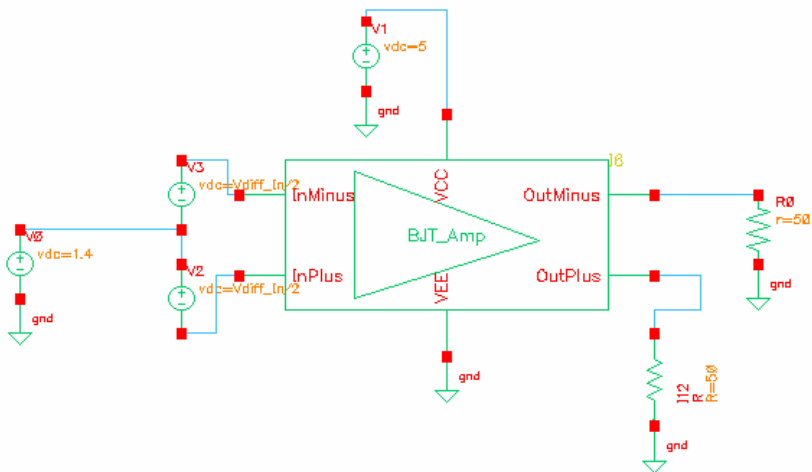 V1
vdc=5
gnd
V3
vdc=Vdiff_In/2
V0
vdc=1.4
gnd
V2
vdc=Vdiff_In/2
InMinus
InPlus
VCC
BJT_Amp
VEE
I6
OutMinus
OutPlus
gnd
R0
r=50
gnd
I12
R
R=50
gnd